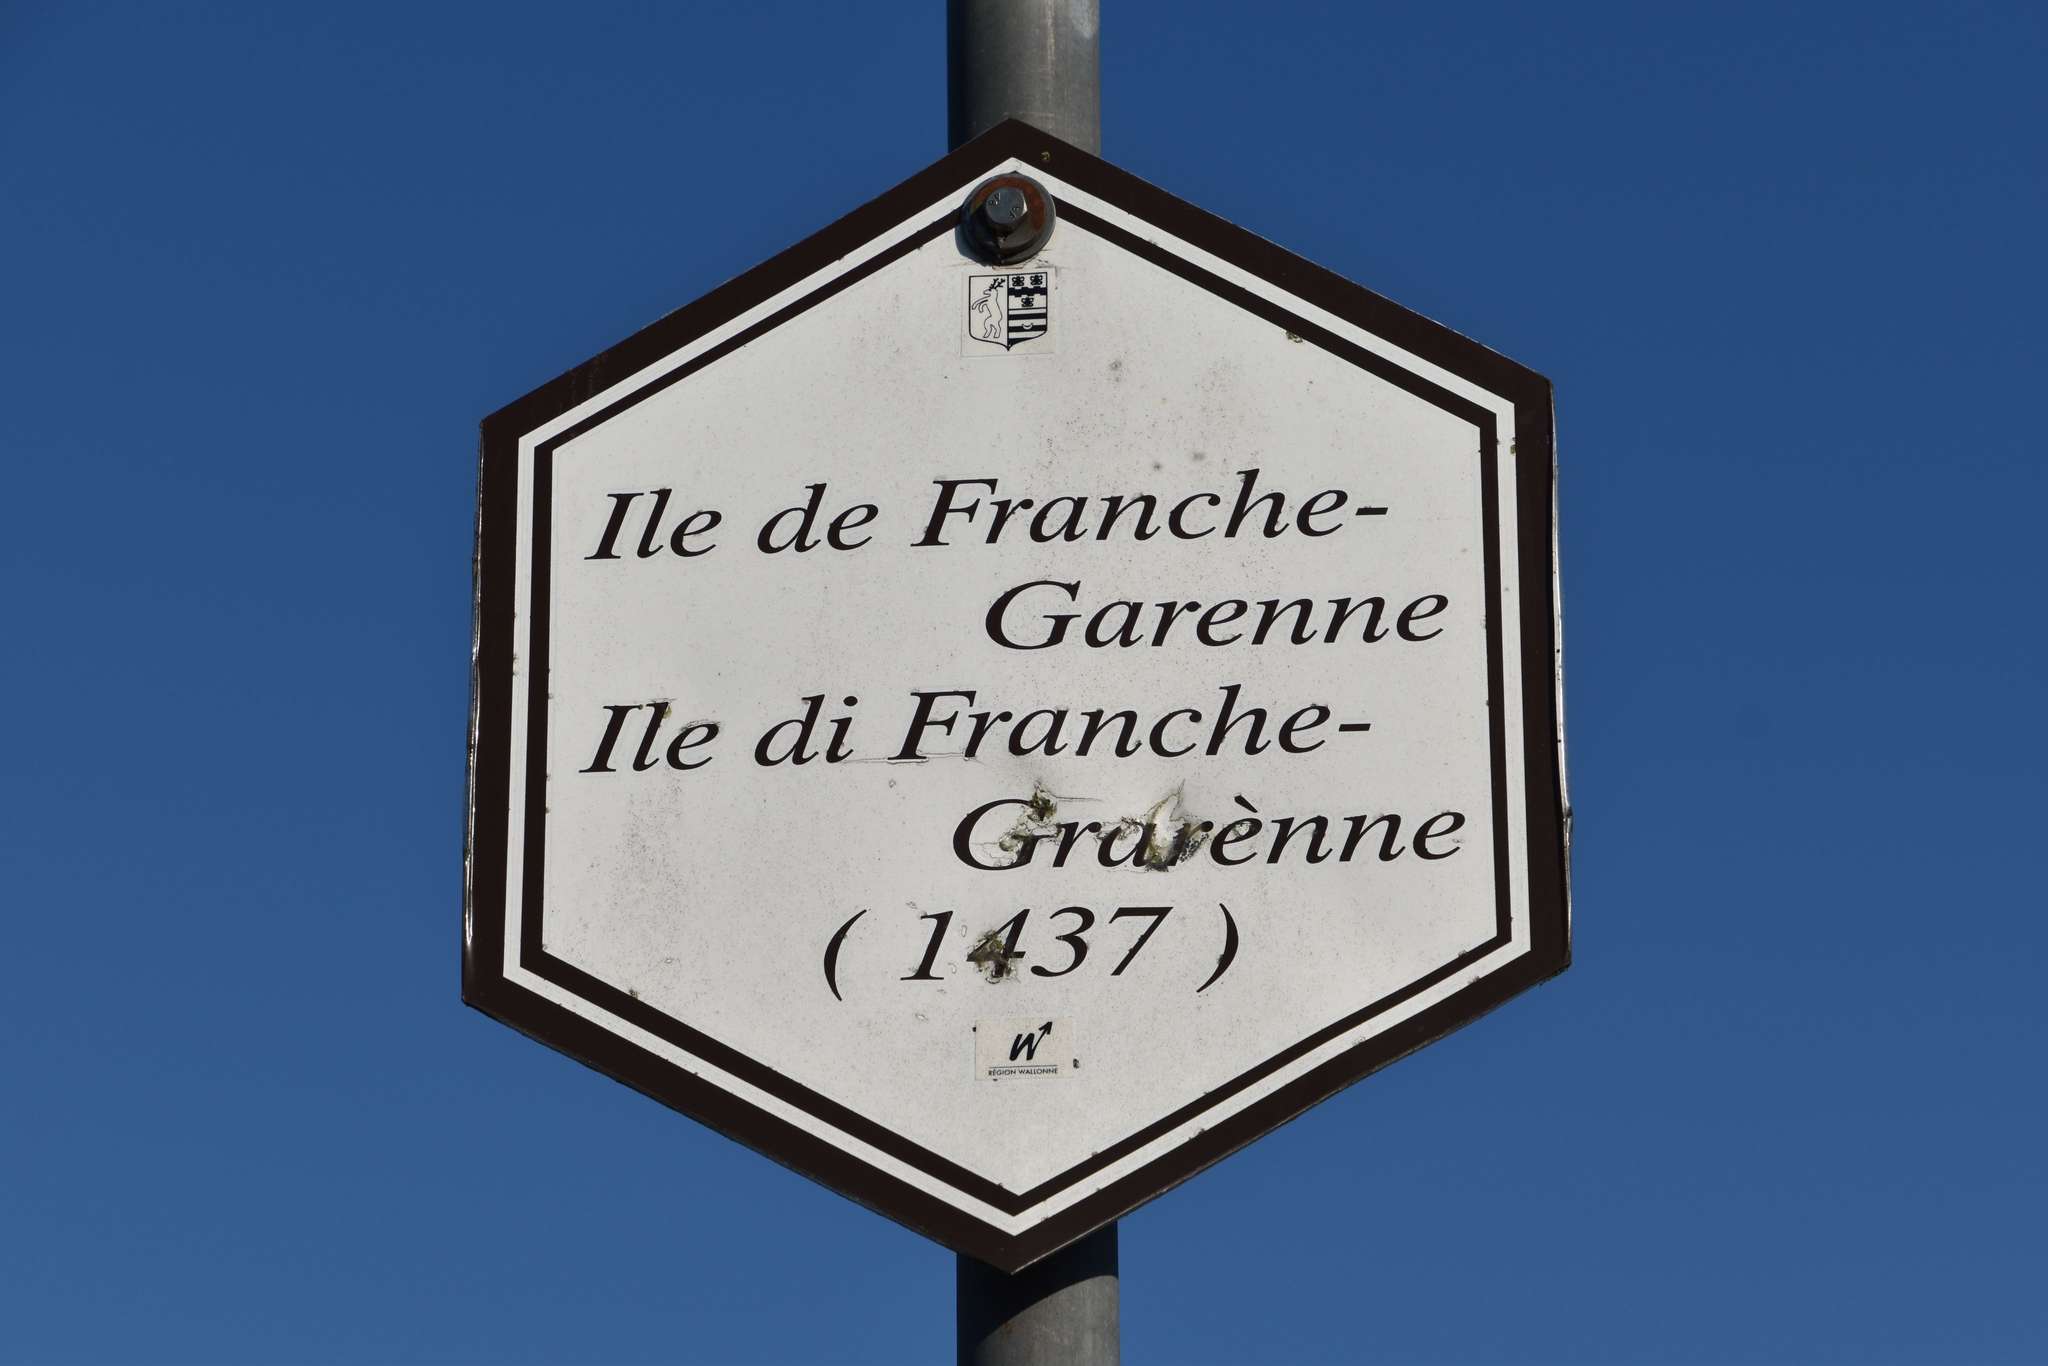 Ile de Franche-
Garenne
Ile di Franche-
Grarènne
( 1437 )
W
RÉGION WALLONNE